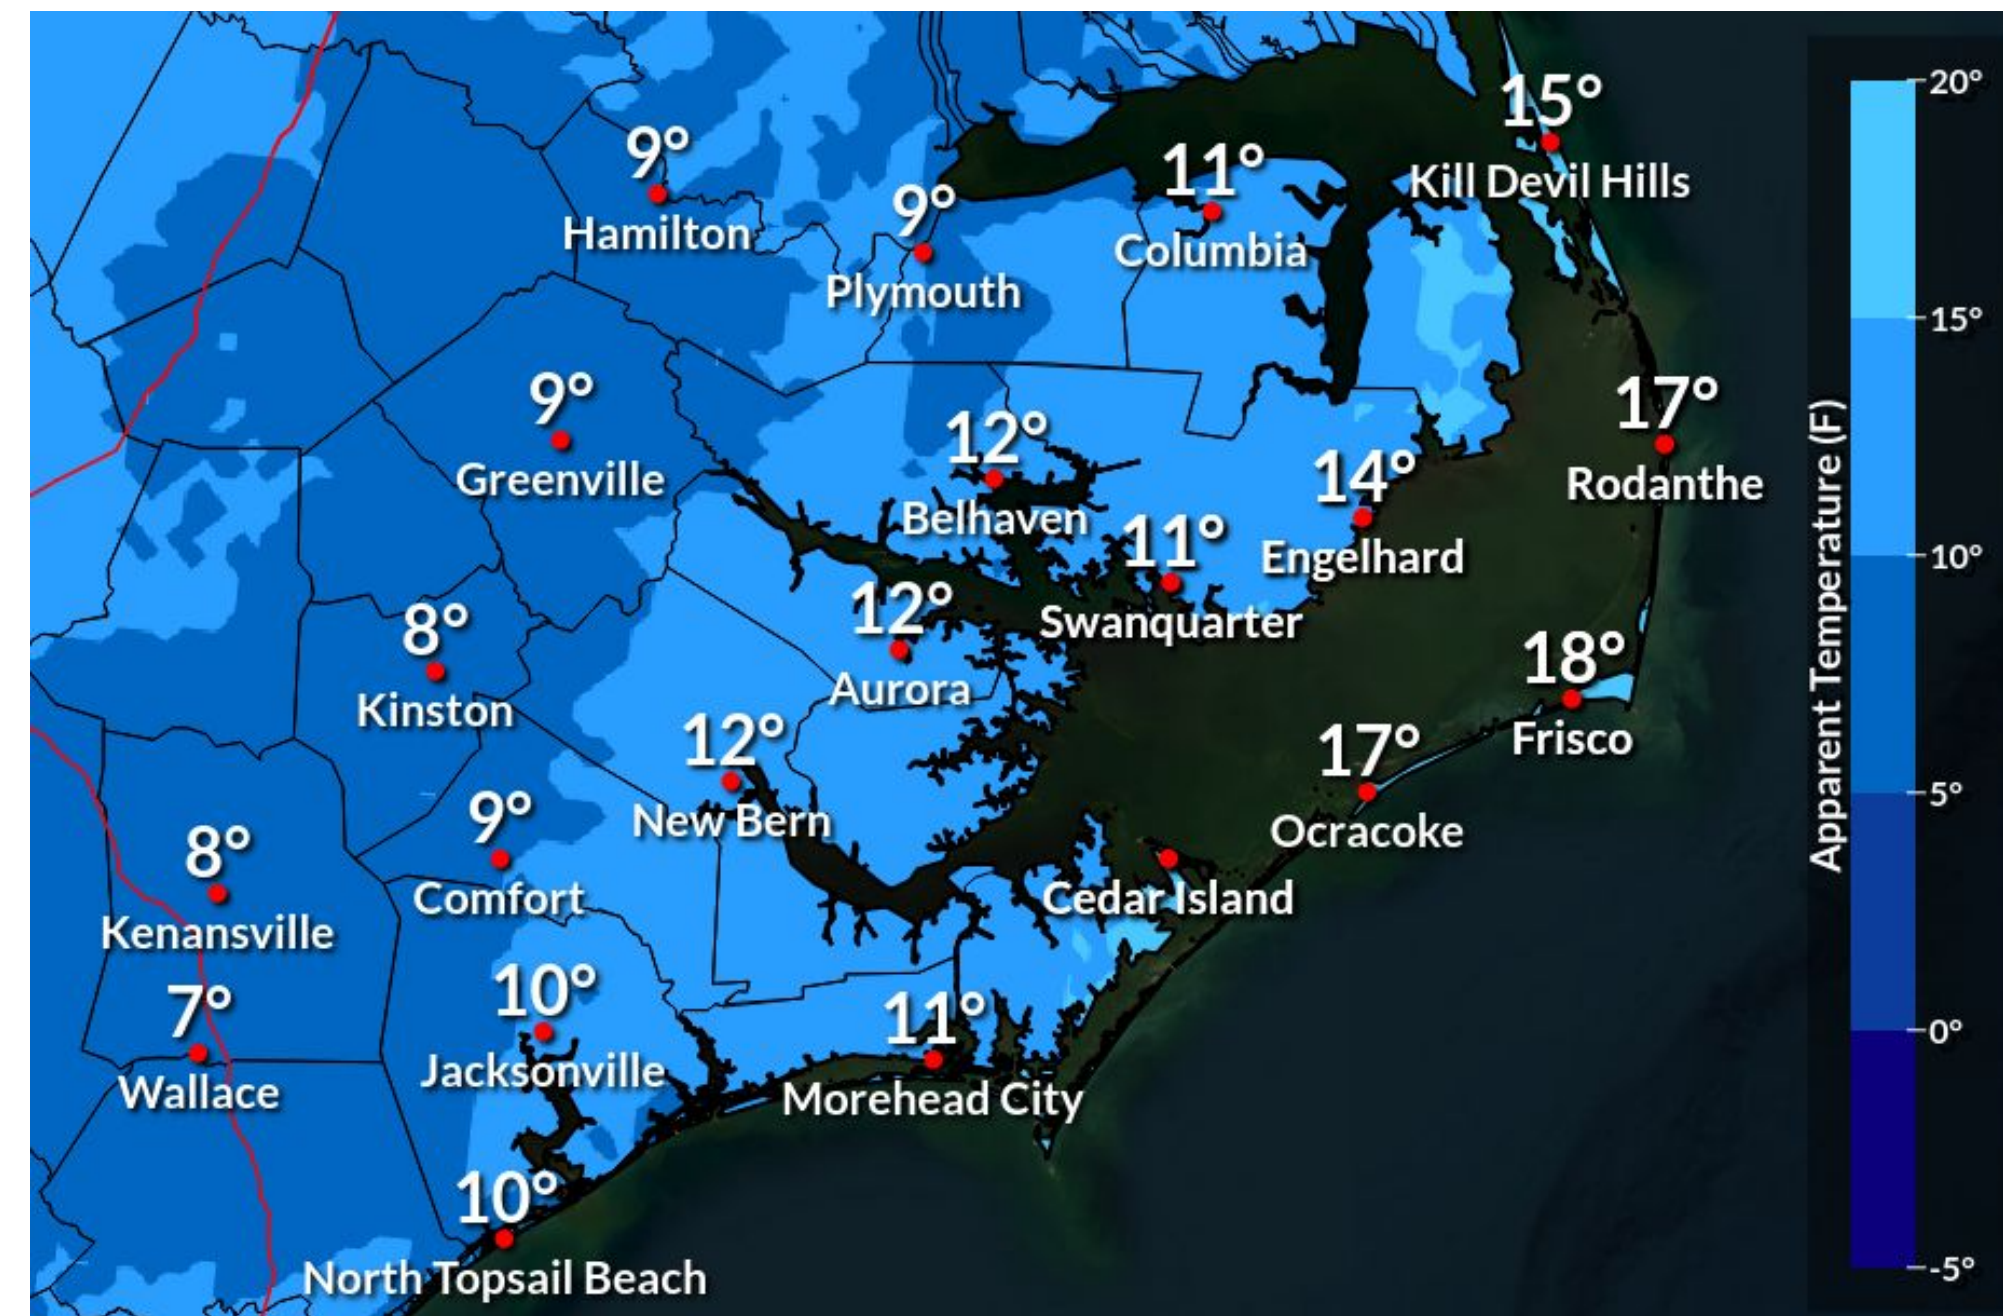 15°
Kill Devil Hills
9°
Hamilton
11°
Columbia
9°
Plymouth
17°
Rodanthe
9°
Greenville
12°
Belhaven
14°
Engelhard
11°
Swanquarter
12°
Aurora
8°
Kinston
18°
Frisco
12°
New Bern
17°
Ocracoke
9°
Comfort
8°
Kenansville
Cedar Island
10°
Jacksonville
7°
Wallace
11°
Morehead City
10°
North Topsail Beach
Apparent Temperature (F)
20°
15°
10°
5°
0°
-5°